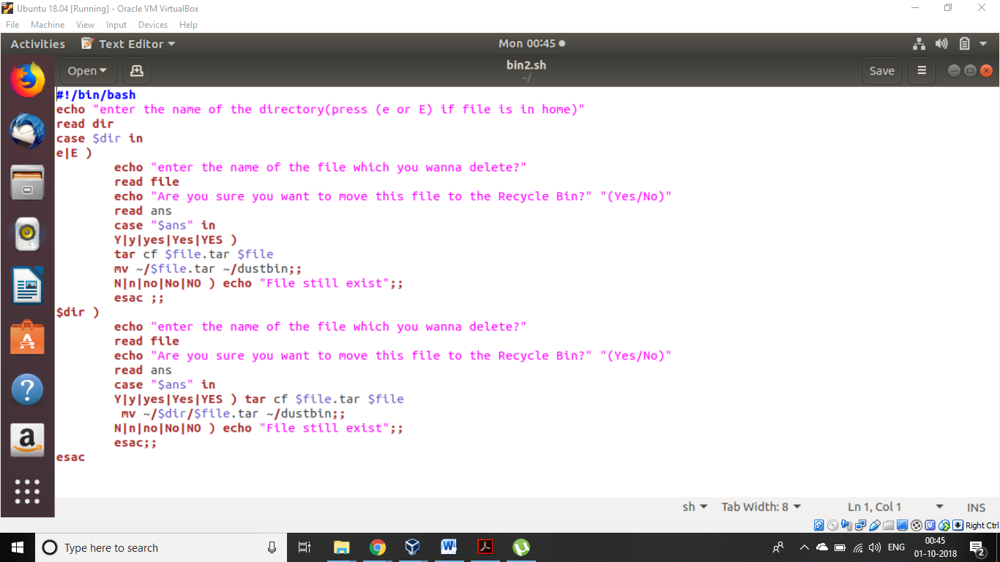 Ubuntu 18.04 [Running] - Oracle VM VirtualBox
File Machine View Input Devices Help
Activities Text Editor Mon 00:45
Open bin2.sh Save
~/
#!/bin/bash
echo "enter the name of the directory(press (e or E) if file is in home)"
read dir
case $dir in
e|E )
echo "enter the name of the file which you wanna delete?"
read file
echo "Are you sure you want to move this file to the Recycle Bin?" "(Yes/No)"
read ans
case "$ans" in
Y|y|yes|Yes|YES )
tar cf $file.tar $file
mv ~/$file.tar ~/dustbin;;
N|n|no|No|NO ) echo "File still exist";;
esac ;;
$dir )
echo "enter the name of the file which you wanna delete?"
read file
echo "Are you sure you want to move this file to the Recycle Bin?" "(Yes/No)"
read ans
case "$ans" in
Y|y|yes|Yes|YES ) tar cf $file.tar $file
mv ~/$dir/$file.tar ~/dustbin;;
N|n|no|No|NO ) echo "File still exist";;
esac;;
esac
sh Tab Width: 8 Ln 1, Col 1 INS
Right Ctrl
Type here to search
ENG
00:45
01-10-2018
2